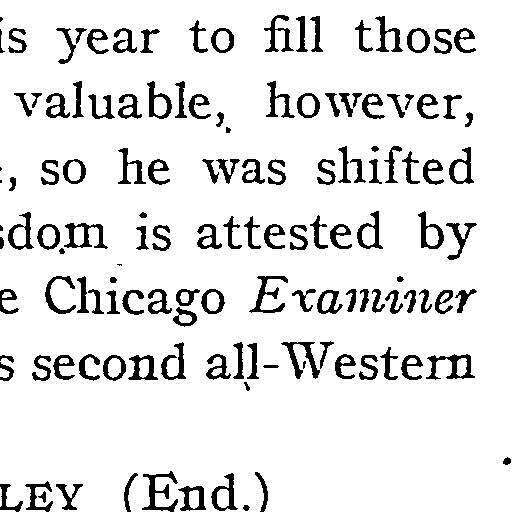 is year to fill those
valuable, however,
, so he was shifted
sdom is attested by
e Chicago Examiner
s second all-Western
LEY (End.)